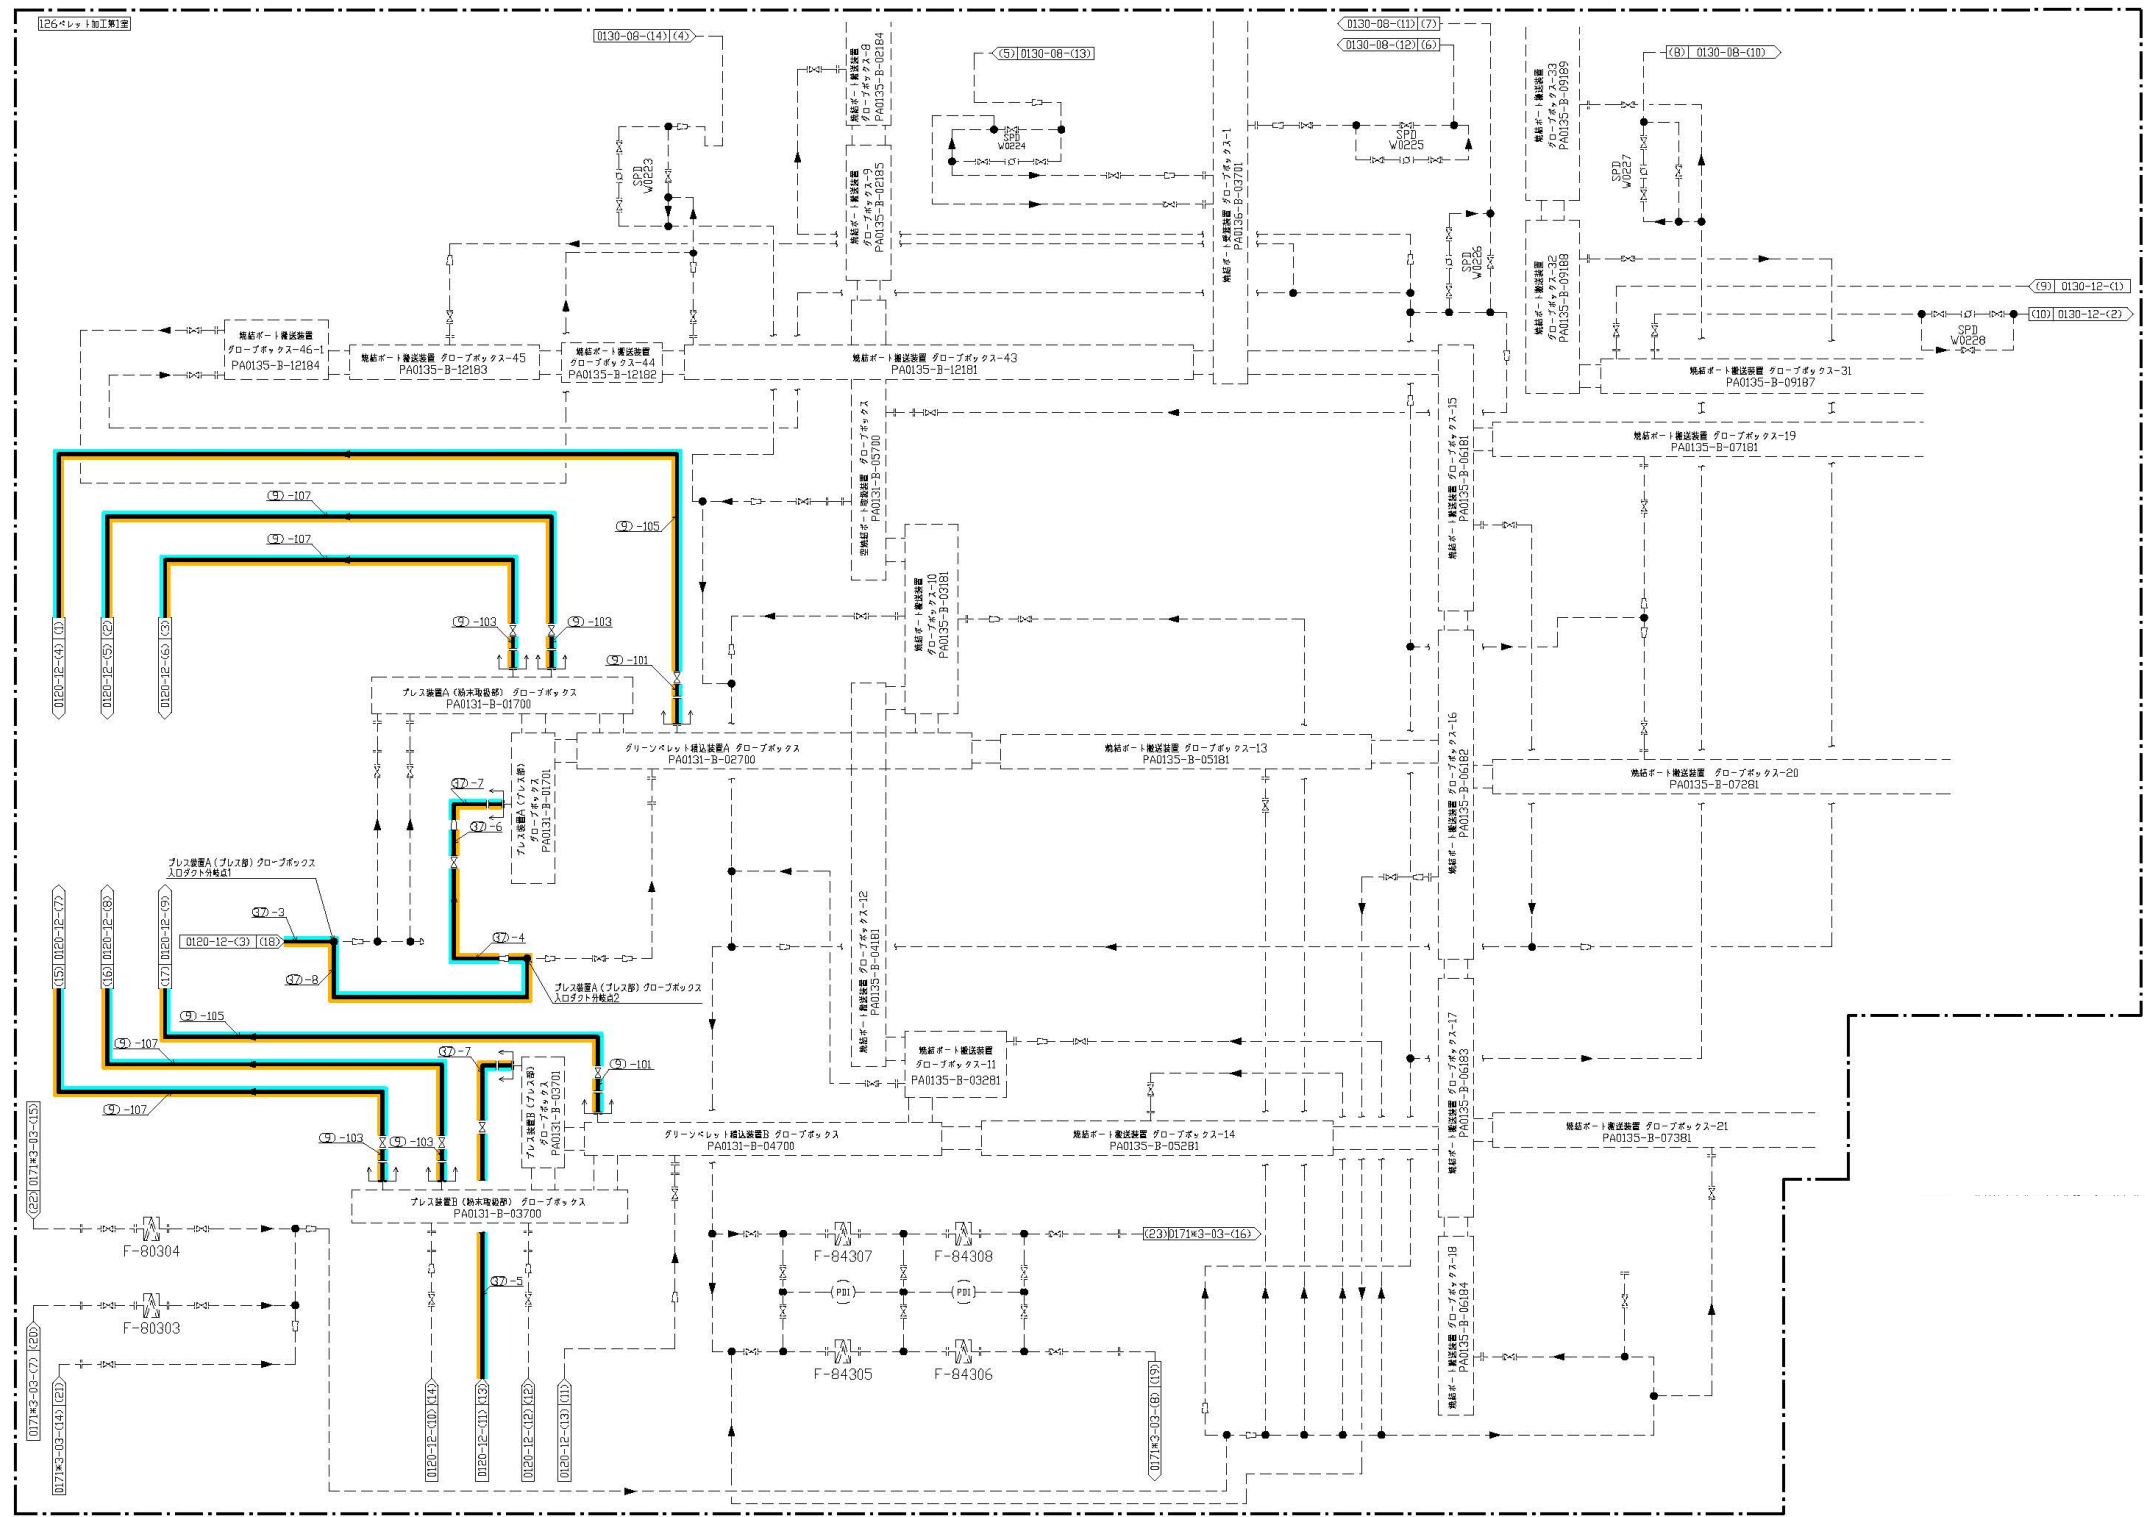 126ペレット加工第1室
0130-08-(14) (4)
(5) 0130-08-(13)
0130-08-(11) (7)
0130-08-(12) (6)
(8) 0130-08-(10)
焼結ボート搬送装置
グローブボックス-8
PA0135-B-02184
焼結ボート搬送装置
グローブボックス-9
PA0135-B-02185
SPD
W0223
SPD
W0224
焼結ボート受渡装置 グローブボックス-1
PA0136-B-03701
SPD
W0225
SPD
W0226
焼結ボート搬送装置
グローブボックス-33
PA0135-B-09189
SPD
W0227
焼結ボート搬送装置
グローブボックス-32
PA0135-B-09188
(9) 0130-12-(1)
(10) 0130-12-(2)
SPD
W0228
焼結ボート搬送装置
グローブボックス-46-1
PA0135-B-12184
焼結ボート搬送装置 グローブボックス-45
PA0135-B-12183
焼結ボート搬送装置
グローブボックス-44
PA0135-B-12182
焼結ボート搬送装置 グローブボックス-43
PA0135-B-12181
焼結ボート搬送装置 グローブボックス-31
PA0135-B-09187
空焼結ボート取扱装置 グローブボックス
PA0131-B-05700
焼結ボート搬送装置 グローブボックス-15
PA0135-B-06181
焼結ボート搬送装置 グローブボックス-19
PA0135-B-07181
⑨-107
⑨-105
⑨-107
⑨-103
⑨-103
⑨-101
0120-12-(4) (1)
0120-12-(5) (2)
0120-12-(6) (3)
焼結ボート搬送装置
グローブボックス-10
PA0135-B-03181
プレス装置A(粉末取扱部) グローブボックス
PA0131-B-01700
グリーンペレット積込装置A グローブボックス
PA0131-B-02700
焼結ボート搬送装置 グローブボックス-13
PA0135-B-05181
焼結ボート搬送装置 グローブボックス-16
PA0135-B-06182
焼結ボート搬送装置 グローブボックス-20
PA0135-B-07281
プレス装置A(プレス部)
グローブボックス
PA0131-B-01701
㊲-7
㊲-6
プレス装置A(プレス部)グローブボックス
入口ダクト分岐点1
㊲-3
0120-12-(3) (18)
㊲-4
㊲-8
プレス装置A(プレス部)グローブボックス
入口ダクト分岐点2
焼結ボート搬送装置 グローブボックス-12
PA0135-B-04181
(15) 0120-12-(7)
(16) 0120-12-(8)
(17) 0120-12-(9)
⑨-105
⑨-107
㊲-7
⑨-101
⑨-107
⑨-103
⑨-103
プレス装置B(プレス部)
グローブボックス
PA0131-B-03701
焼結ボート搬送装置
グローブボックス-11
PA0135-B-03281
焼結ボート搬送装置 グローブボックス-17
PA0135-B-06183
グリーンペレット積込装置B グローブボックス
PA0131-B-04700
焼結ボート搬送装置 グローブボックス-14
PA0135-B-05281
焼結ボート搬送装置 グローブボックス-21
PA0135-B-07381
(22) 0171*3-03-(15)
プレス装置B(粉末取扱部) グローブボックス
PA0131-B-03700
F-80304
F-80303
㊲-5
F-84307
F-84308
(23)0171*3-03-(16)
PDI
PDI
F-84305
F-84306
焼結ボート搬送装置 グローブボックス-18
PA0135-B-06184
0171*3-03-(7) (20)
0171*3-03-(14) (21)
0120-12-(10) (14)
0120-12-(11) (13)
0120-12-(12) (12)
0120-12-(13) (11)
0171*3-03-(8) (19)